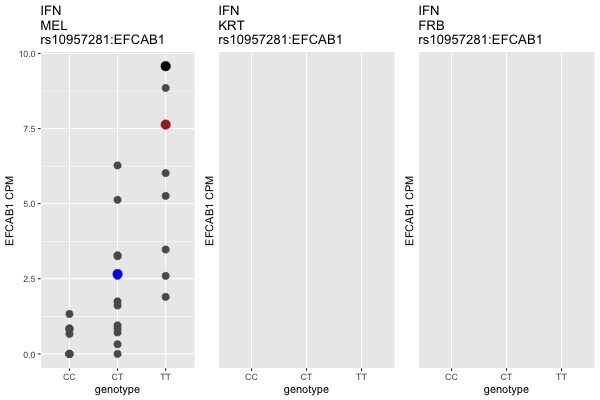 IFN
MEL
rs10957281:EFCAB1
IFN
KRT
rs10957281:EFCAB1
IFN
FRB
rs10957281:EFCAB1
EFCAB1 CPM
10.0
7.5
5.0
2.5
0.0
CC CT TT
genotype
EFCAB1 CPM
CC CT TT
genotype
EFCAB1 CPM
CC CT TT
genotype